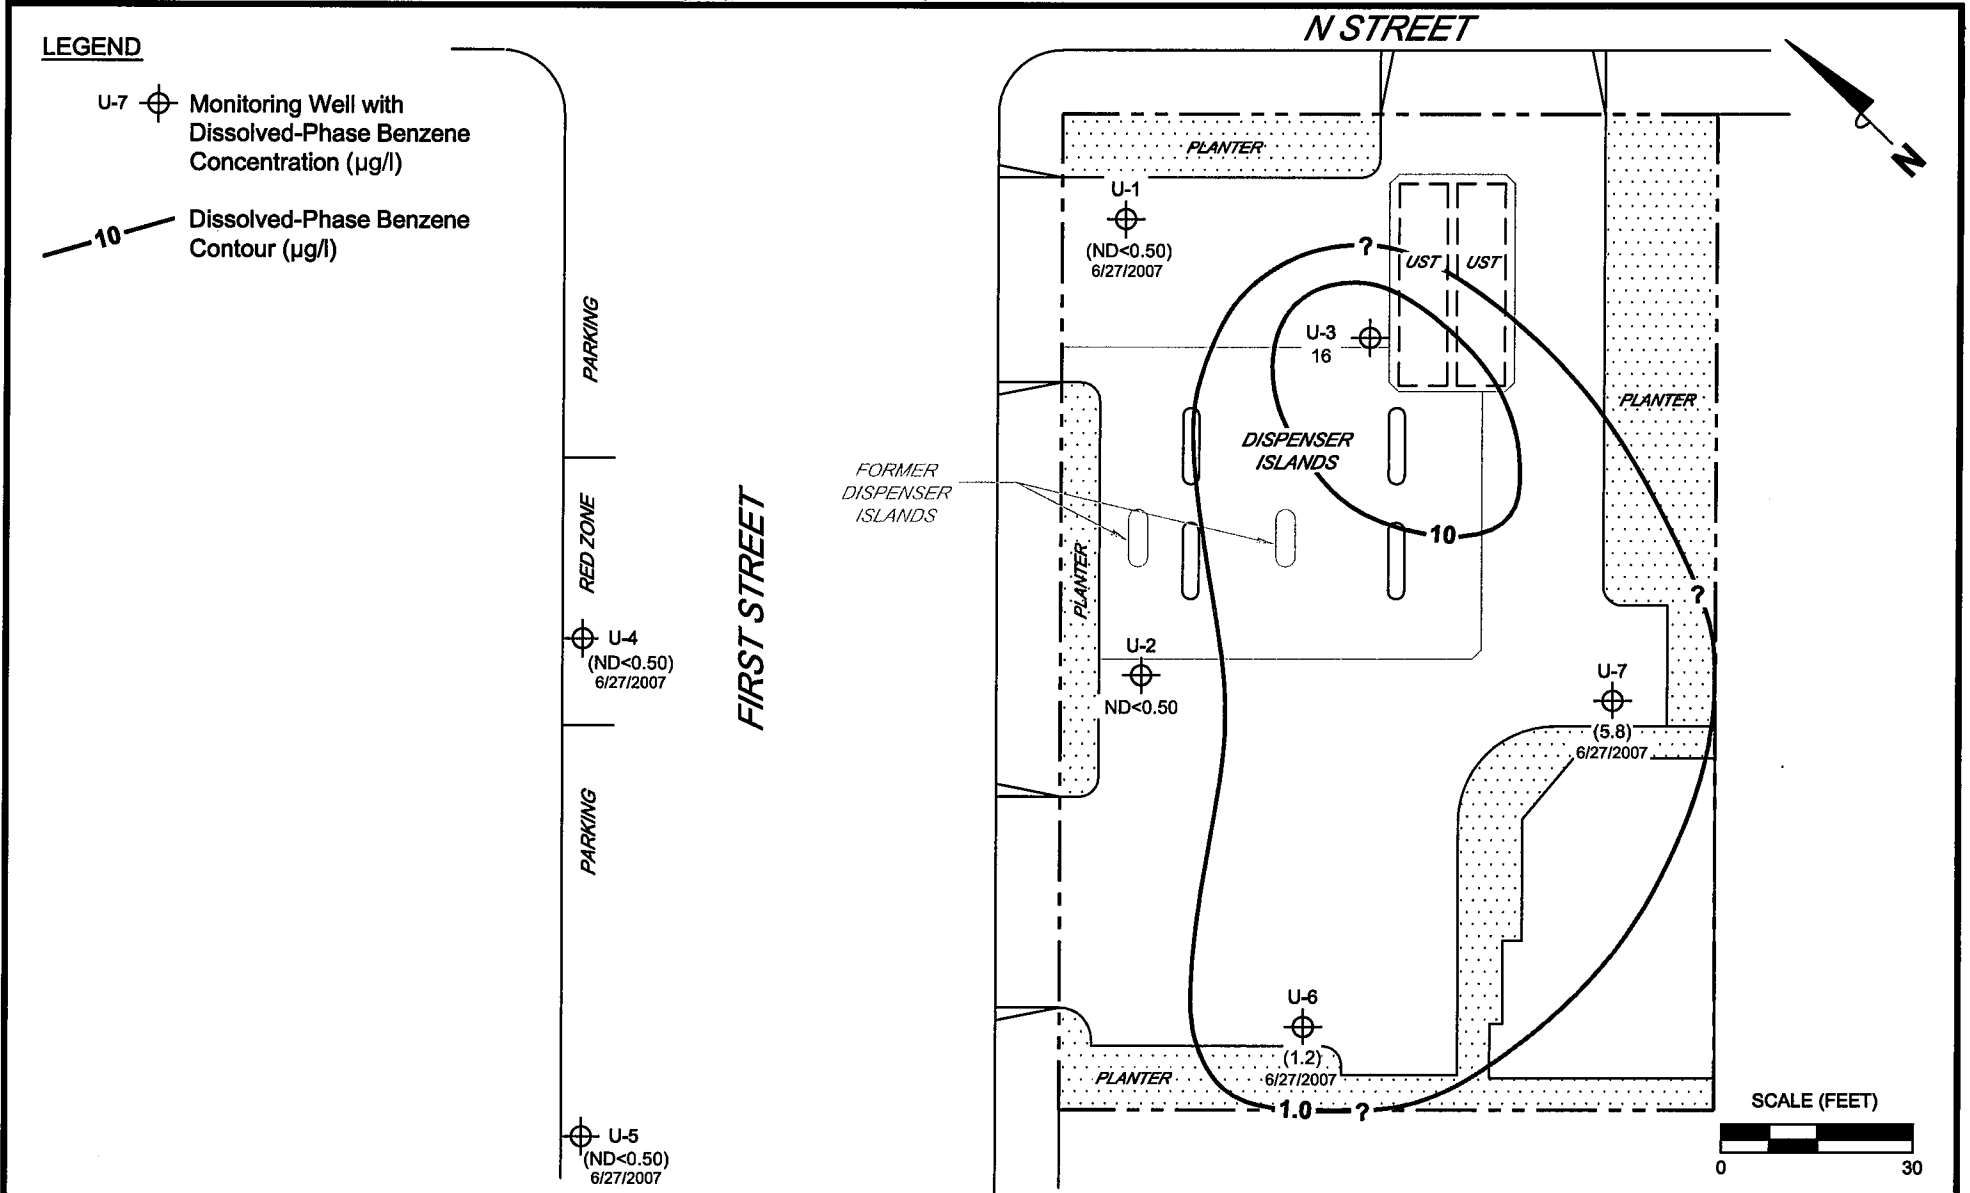 N STREET
LEGEND
U-7 Monitoring Well with
Dissolved-Phase Benzene
Concentration (µg/l)
10 Dissolved-Phase Benzene
Contour (µg/l)
N
PLANTER
U-1
(ND<0.50)
6/27/2007
?
UST UST
U-3
16
PARKING
PLANTER
DISPENSER
ISLANDS
FORMER
DISPENSER
ISLANDS
RED ZONE
FIRST STREET
10
PLANTER
?
U-4
(ND<0.50)
6/27/2007
U-2
ND<0.50
U-7
(5.8)
6/27/2007
PARKING
U-6
(1.2)
6/27/2007
PLANTER
1.0 ?
SCALE (FEET)
0 30
U-5
(ND<0.50)
6/27/2007